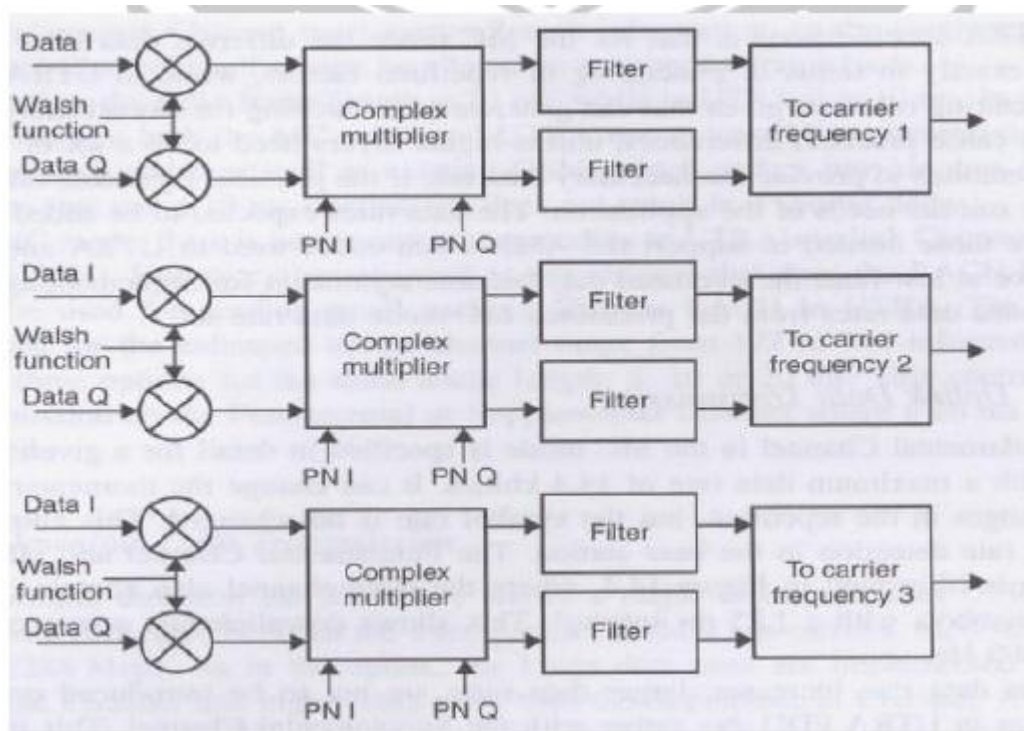 Data I
Walsh
function
Data Q
Complex
multiplier
PN I
PN Q
Filter
Filter
To carrier
frequency 1
Data I
Walsh
function
Data Q
Complex
multiplier
PN I
PN Q
Filter
Filter
To carrier
frequency 2
Data I
Walsh
function
Data Q
Complex
multiplier
PN I
PN Q
Filter
Filter
To carrier
frequency 3